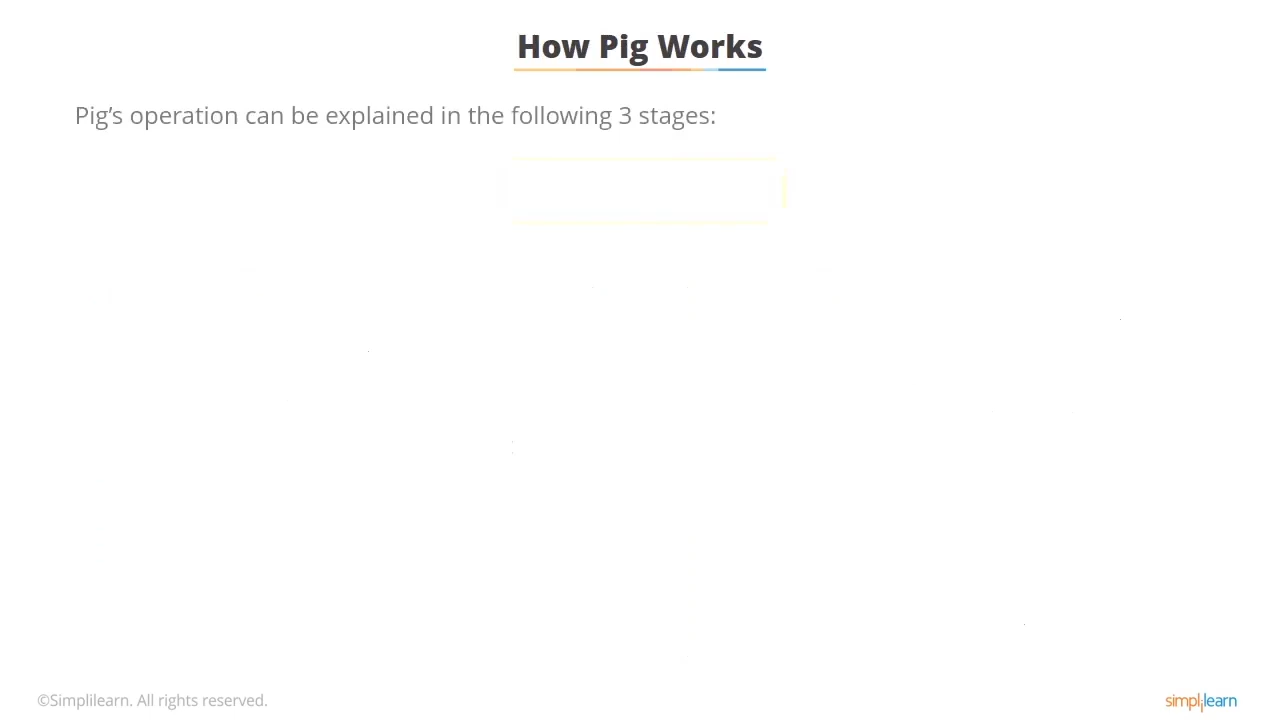 How Pig Works
Pig's operation can be explained in the following 3 stages:
©Simplilearn. All rights reserved.
simplilearn